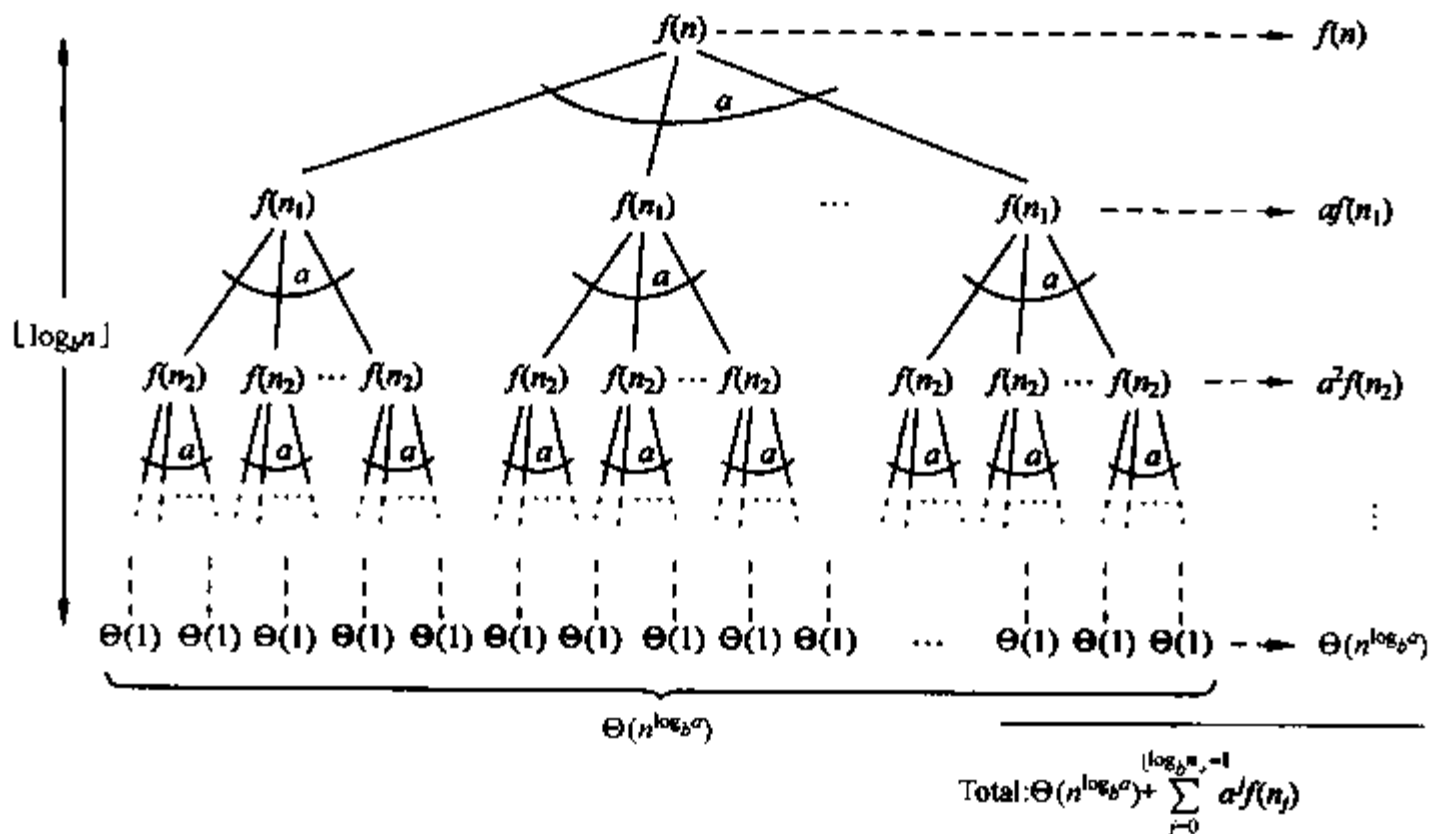 f(n) f(n)
a
f(n₁) f(n₁) ... f(n₁) af(n₁)
a a a
⌊log_b n⌋
f(n₂) f(n₂) ... f(n₂) f(n₂) f(n₂) ... f(n₂) f(n₂) f(n₂) ... f(n₂) a²f(n₂)
a a a a a a a a a
Θ(1) Θ(1) Θ(1) Θ(1) Θ(1) Θ(1) Θ(1) Θ(1) Θ(1) Θ(1) ... Θ(1) Θ(1) Θ(1) Θ(n^{log_b a})
Θ(n^{log_b a})
Total:Θ(n^{log_b a})+∑_{j=0}^{⌊log_b n⌋-1} a^j f(n_j)